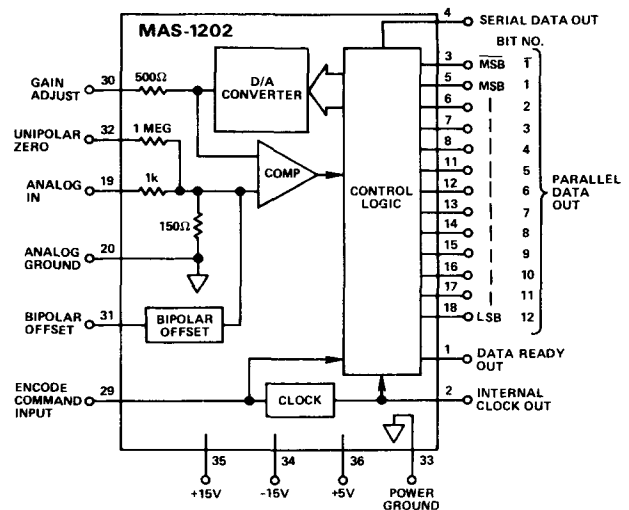 MAS-1202
4 SERIAL DATA OUT
BIT NO.
3 MSB 1
5 MSB 1
6 2
7 3
8 4
11 5
12 6
13 7
14 8
15 9
16 10
17 11
18 LSB 12
PARALLEL
DATA
OUT
1 DATA READY
OUT
2 INTERNAL
CLOCK OUT
GAIN
ADJUST
30
500Ω
D/A
CONVERTER
UNIPOLAR
ZERO
32
1 MEG
ANALOG
IN
19
1k
COMP
CONTROL
LOGIC
150Ω
ANALOG
GROUND
20
BIPOLAR
OFFSET
31
BIPOLAR
OFFSET
ENCODE
COMMAND
INPUT
29
CLOCK
35
+15V
34
-15V
36
+5V
33
POWER
GROUND